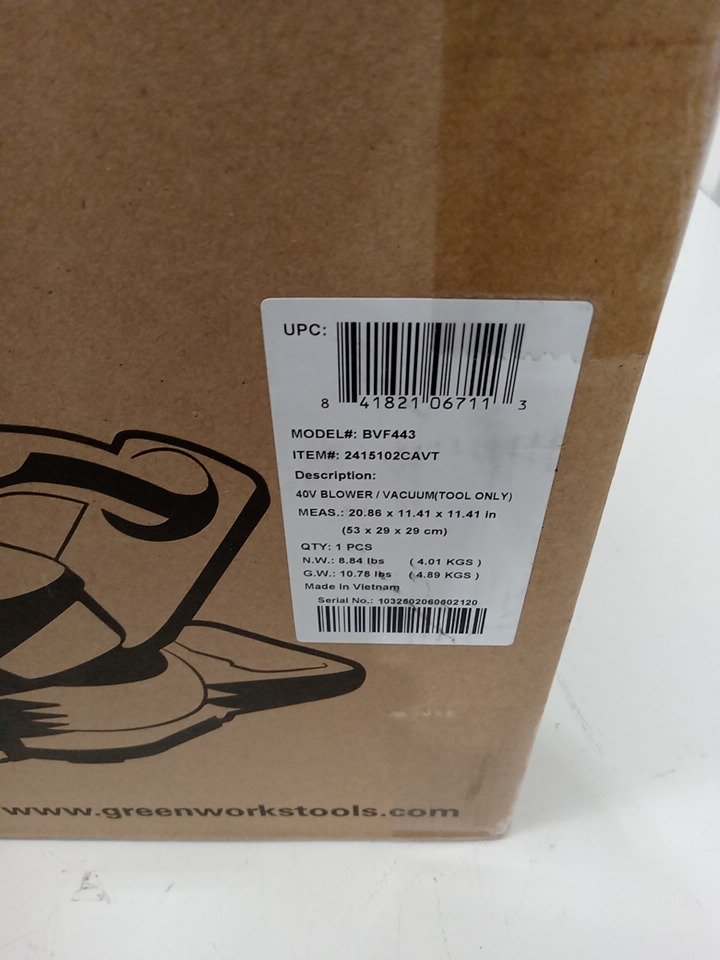 UPC:
8 41821 06711 3
MODEL#: BVF443
ITEM#: 2415102CAVT
Description:
40V BLOWER / VACUUM(TOOL ONLY)
MEAS.: 20.86 x 11.41 x 11.41 in
(53 x 29 x 29 cm)
QTY: 1 PCS
N.W.: 8.84 lbs ( 4.01 KGS )
G.W.: 10.78 lbs ( 4.89 KGS )
Made in Vietnam
Serial No.: 1032602060002120
www.greenworkstools.com